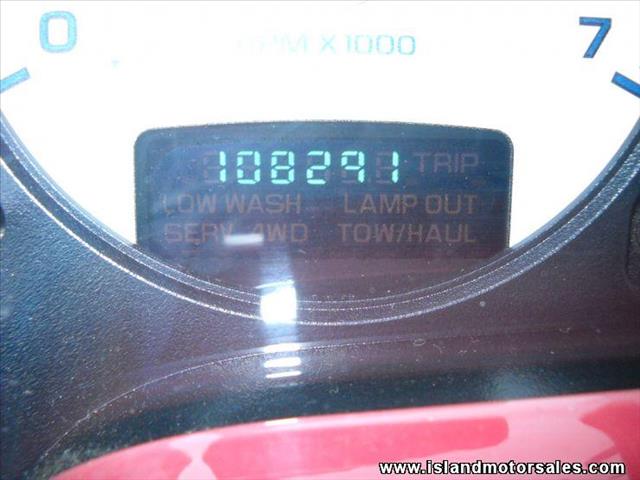 0 7
RPM X1000
108291 TRIP
LOW WASH LAMP OUT
SERV 4WD TOW/HAUL
www.islandmotorsales.com